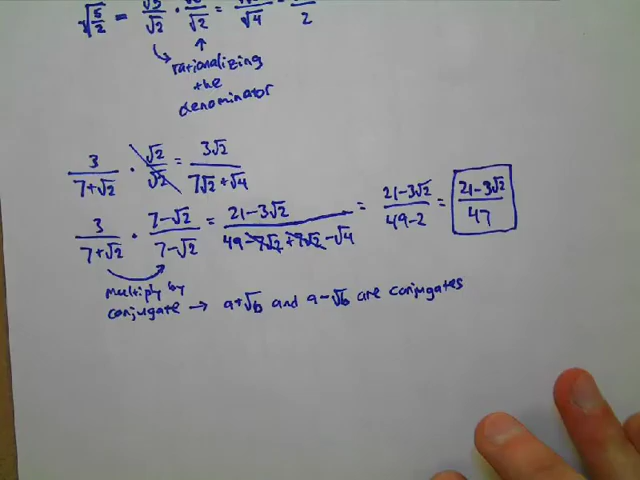 √5/2 = √5/√2 · √2/√2 = /√4 = /2
rationalizing
the
denominator
3/7+√2 · √2/√2 = 3√2/7√2+√4
3/7+√2 · 7-√2/7-√2 = 21-3√2/49-7√2+7√2-√4 = 21-3√2/49-2 = 21-3√2/47
multiply by
conjugate → a+√b and a-√b are conjugates